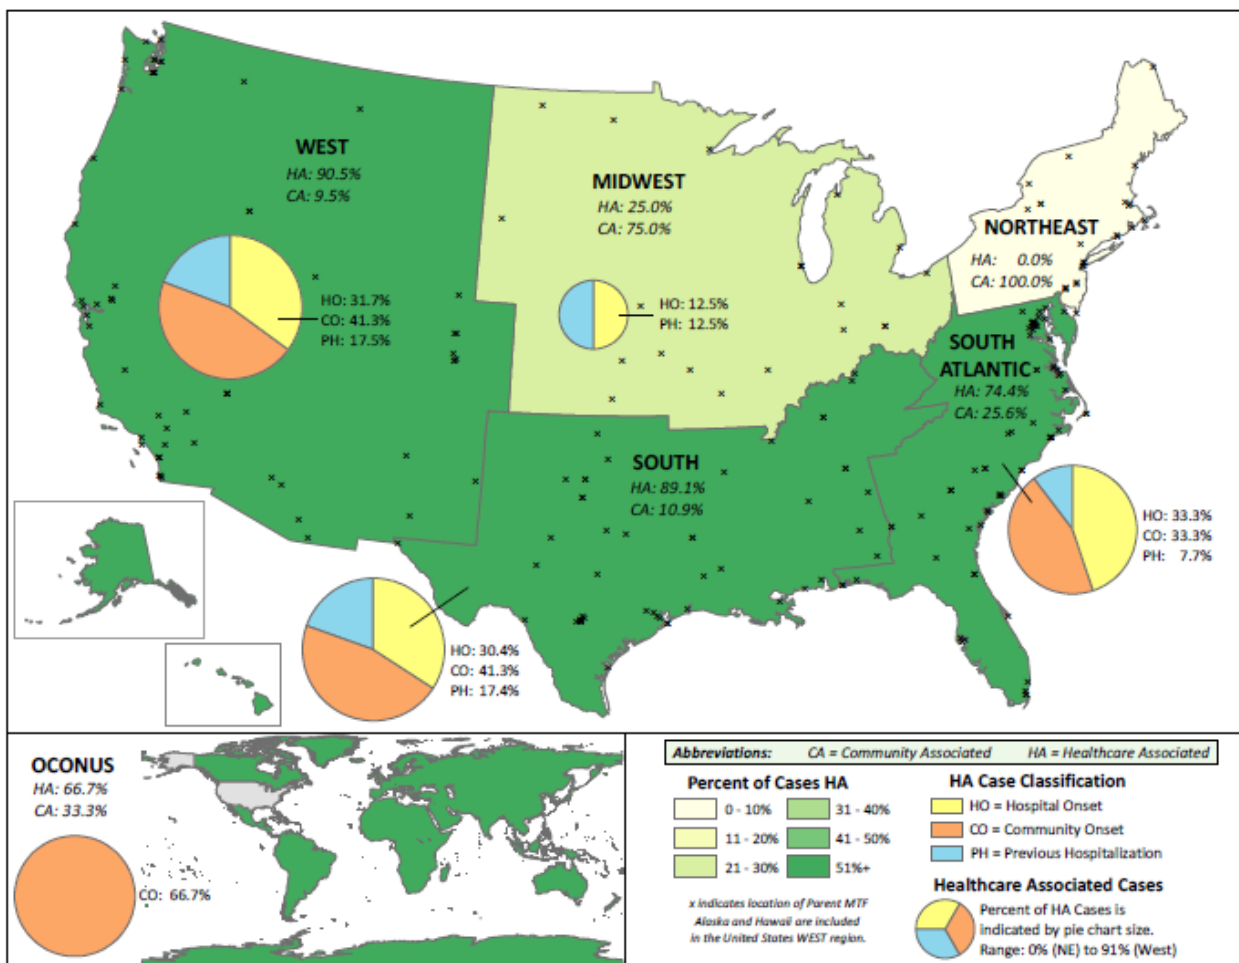 WEST
HA: 90.5%
CA: 9.5%
HO: 31.7%
CO: 41.3%
PH: 17.5%
MIDWEST
HA: 25.0%
CA: 75.0%
HO: 12.5%
PH: 12.5%
NORTHEAST
HA: 0.0%
CA: 100.0%
SOUTH
ATLANTIC
HA: 74.4%
CA: 25.6%
HO: 33.3%
CO: 33.3%
PH: 7.7%
SOUTH
HA: 89.1%
CA: 10.9%
HO: 30.4%
CO: 41.3%
PH: 17.4%
OCONUS
HA: 66.7%
CA: 33.3%
CO: 66.7%
Abbreviations: CA = Community Associated HA = Healthcare Associated
Percent of Cases HA
0 - 10%
11 - 20%
21 - 30%
31 - 40%
41 - 50%
51%+
x indicates location of Parent MTF
Alaska and Hawaii are included
in the United States WEST region.
HA Case Classification
HO = Hospital Onset
CO = Community Onset
PH = Previous Hospitalization
Healthcare Associated Cases
Percent of HA Cases is
indicated by pie chart size.
Range: 0% (NE) to 91% (West)